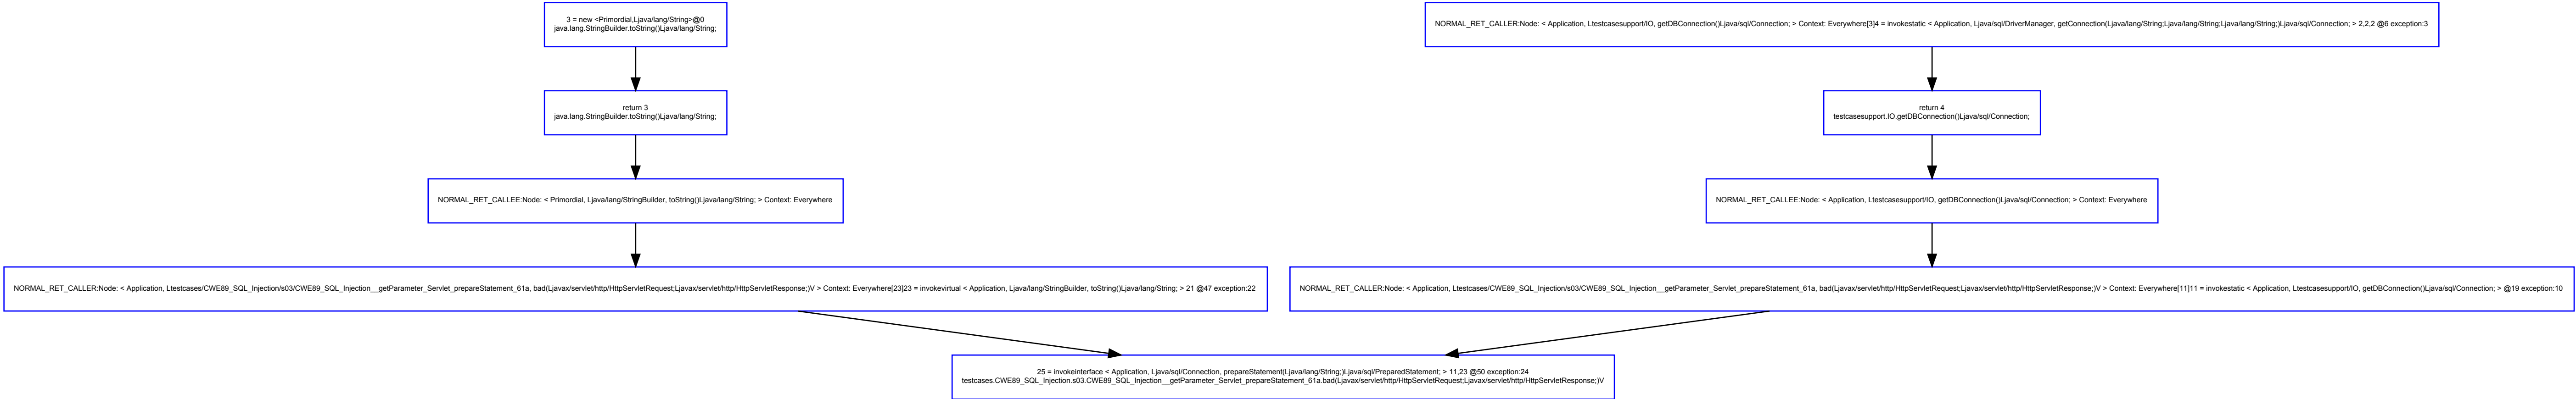 3 = new <Primordial,Ljava/lang/String>@0
java.lang.StringBuilder.toString()Ljava/lang/String;
NORMAL_RET_CALLER:Node: < Application, Ltestcasesupport/IO, getDBConnection()Ljava/sql/Connection; > Context: Everywhere[3]4 = invokestatic < Application, Ljava/sql/DriverManager, getConnection(Ljava/lang/String;Ljava/lang/String;Ljava/lang/String;)Ljava/sql/Connection; > 2,2,2 @6 exception:3
return 3
java.lang.StringBuilder.toString()Ljava/lang/String;
return 4
testcasesupport.IO.getDBConnection()Ljava/sql/Connection;
NORMAL_RET_CALLEE:Node: < Primordial, Ljava/lang/StringBuilder, toString()Ljava/lang/String; > Context: Everywhere
NORMAL_RET_CALLEE:Node: < Application, Ltestcasesupport/IO, getDBConnection()Ljava/sql/Connection; > Context: Everywhere
NORMAL_RET_CALLER:Node: < Application, Ltestcases/CWE89_SQL_Injection/s03/CWE89_SQL_Injection__getParameter_Servlet_prepareStatement_61a, bad(Ljavax/servlet/http/HttpServletRequest;Ljavax/servlet/http/HttpServletResponse;)V > Context: Everywhere[23]23 = invokevirtual < Application, Ljava/lang/StringBuilder, toString()Ljava/lang/String; > 21 @47 exception:22
NORMAL_RET_CALLER:Node: < Application, Ltestcases/CWE89_SQL_Injection/s03/CWE89_SQL_Injection__getParameter_Servlet_prepareStatement_61a, bad(Ljavax/servlet/http/HttpServletRequest;Ljavax/servlet/http/HttpServletResponse;)V > Context: Everywhere[11]11 = invokestatic < Application, Ltestcasesupport/IO, getDBConnection()Ljava/sql/Connection; > @19 exception:10
25 = invokeinterface < Application, Ljava/sql/Connection, prepareStatement(Ljava/lang/String;)Ljava/sql/PreparedStatement; > 11,23 @50 exception:24
testcases.CWE89_SQL_Injection.s03.CWE89_SQL_Injection__getParameter_Servlet_prepareStatement_61a.bad(Ljavax/servlet/http/HttpServletRequest;Ljavax/servlet/http/HttpServletResponse;)V